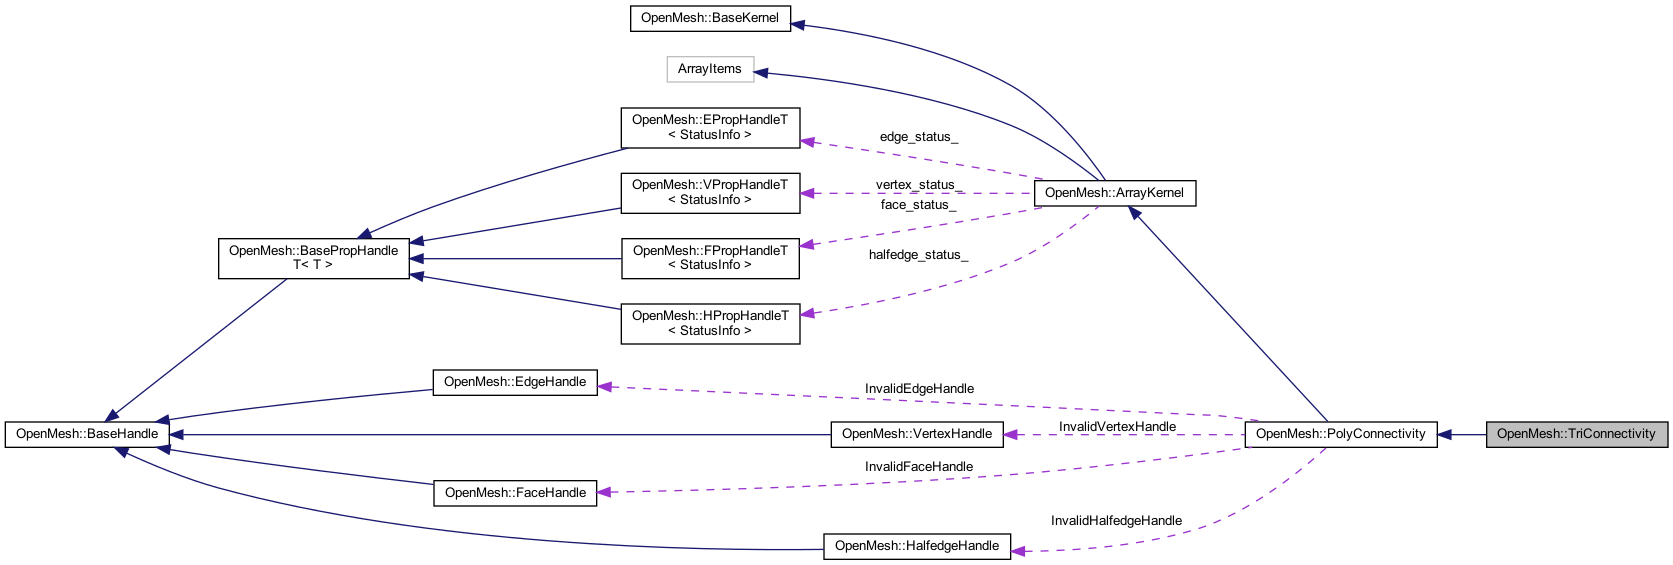 OpenMesh::BaseKernel
ArrayItems
OpenMesh::EPropHandleT
< StatusInfo >
edge_status_
OpenMesh::VPropHandleT
< StatusInfo >
vertex_status_
OpenMesh::ArrayKernel
face_status_
OpenMesh::BasePropHandle
T< T >
OpenMesh::FPropHandleT
< StatusInfo >
halfedge_status_
OpenMesh::HPropHandleT
< StatusInfo >
OpenMesh::EdgeHandle
InvalidEdgeHandle
OpenMesh::BaseHandle
OpenMesh::VertexHandle
InvalidVertexHandle
OpenMesh::PolyConnectivity
OpenMesh::TriConnectivity
InvalidFaceHandle
OpenMesh::FaceHandle
InvalidHalfedgeHandle
OpenMesh::HalfedgeHandle